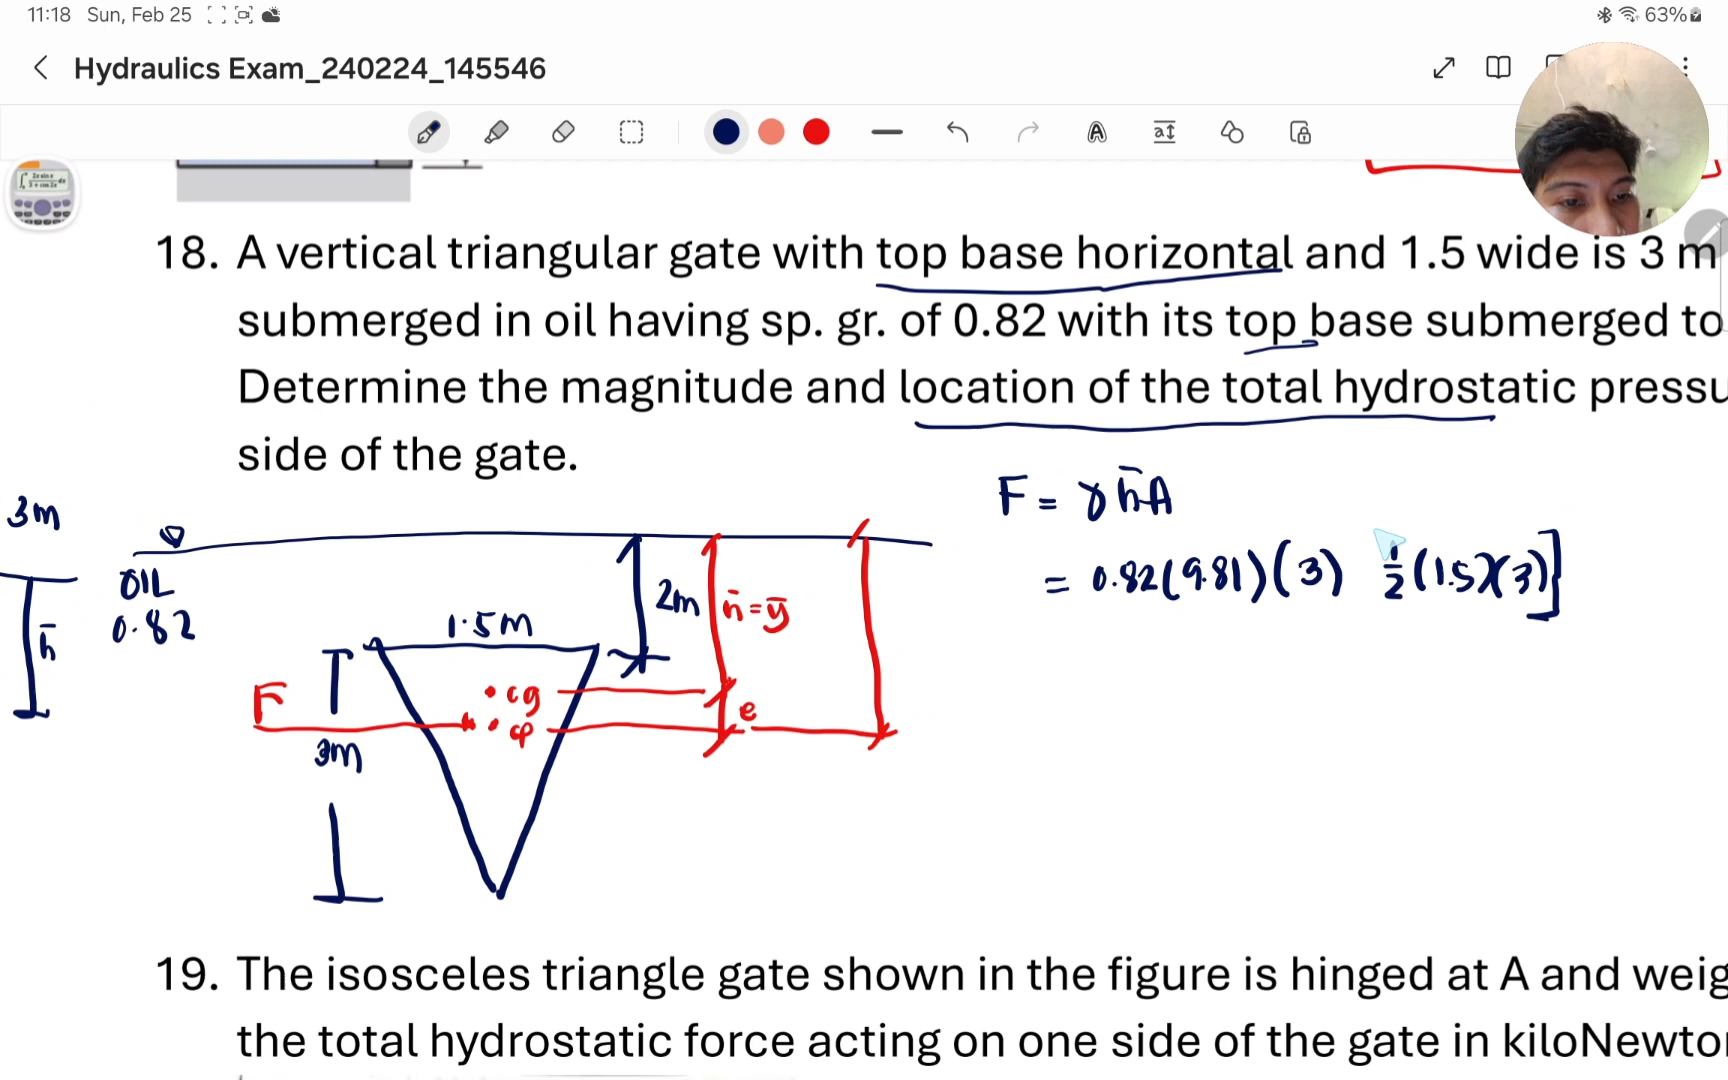 11:18 Sun, Feb 25 63%
Hydraulics Exam_240224_145546
18. A vertical triangular gate with top base horizontal and 1.5 wide is 3 m
submerged in oil having sp. gr. of 0.82 with its top base submerged to
Determine the magnitude and location of the total hydrostatic
side of the gate.
F = γh̄A
= 0.82(9.81)(3) ½(1.5)(3)]
3m
h̄
OIL
0.82
1.5m
2m
h̄=ȳ
F
•cg
e
•cp
3m
19. The isosceles triangle gate shown in the figure is hinged at A and
the total hydrostatic force acting on one side of the gate in